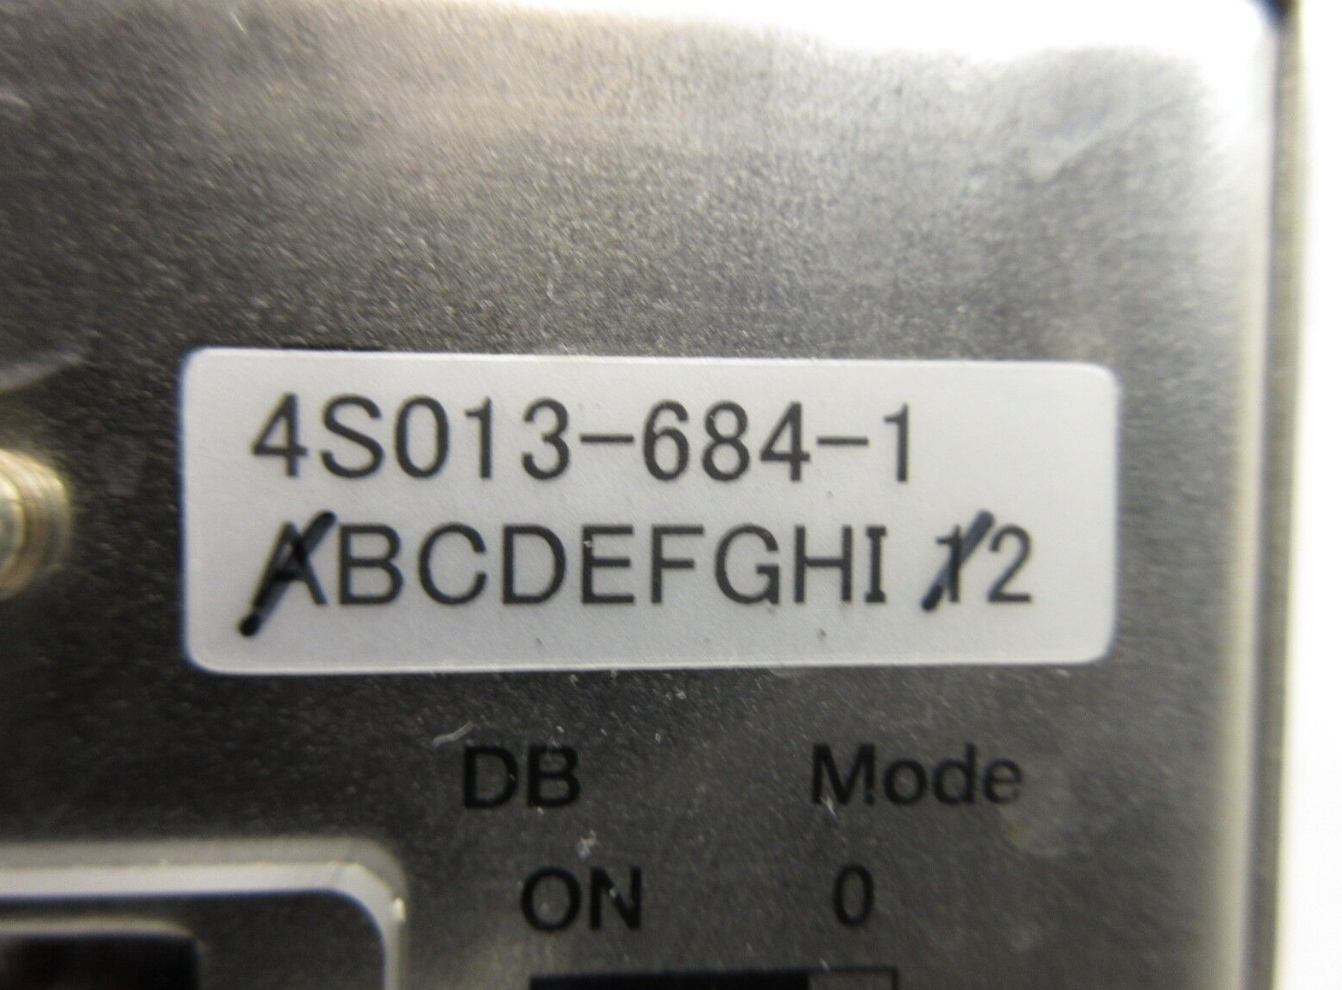 4S013-684-1
ABCDEFGHI 12
DB Mode
ON 0